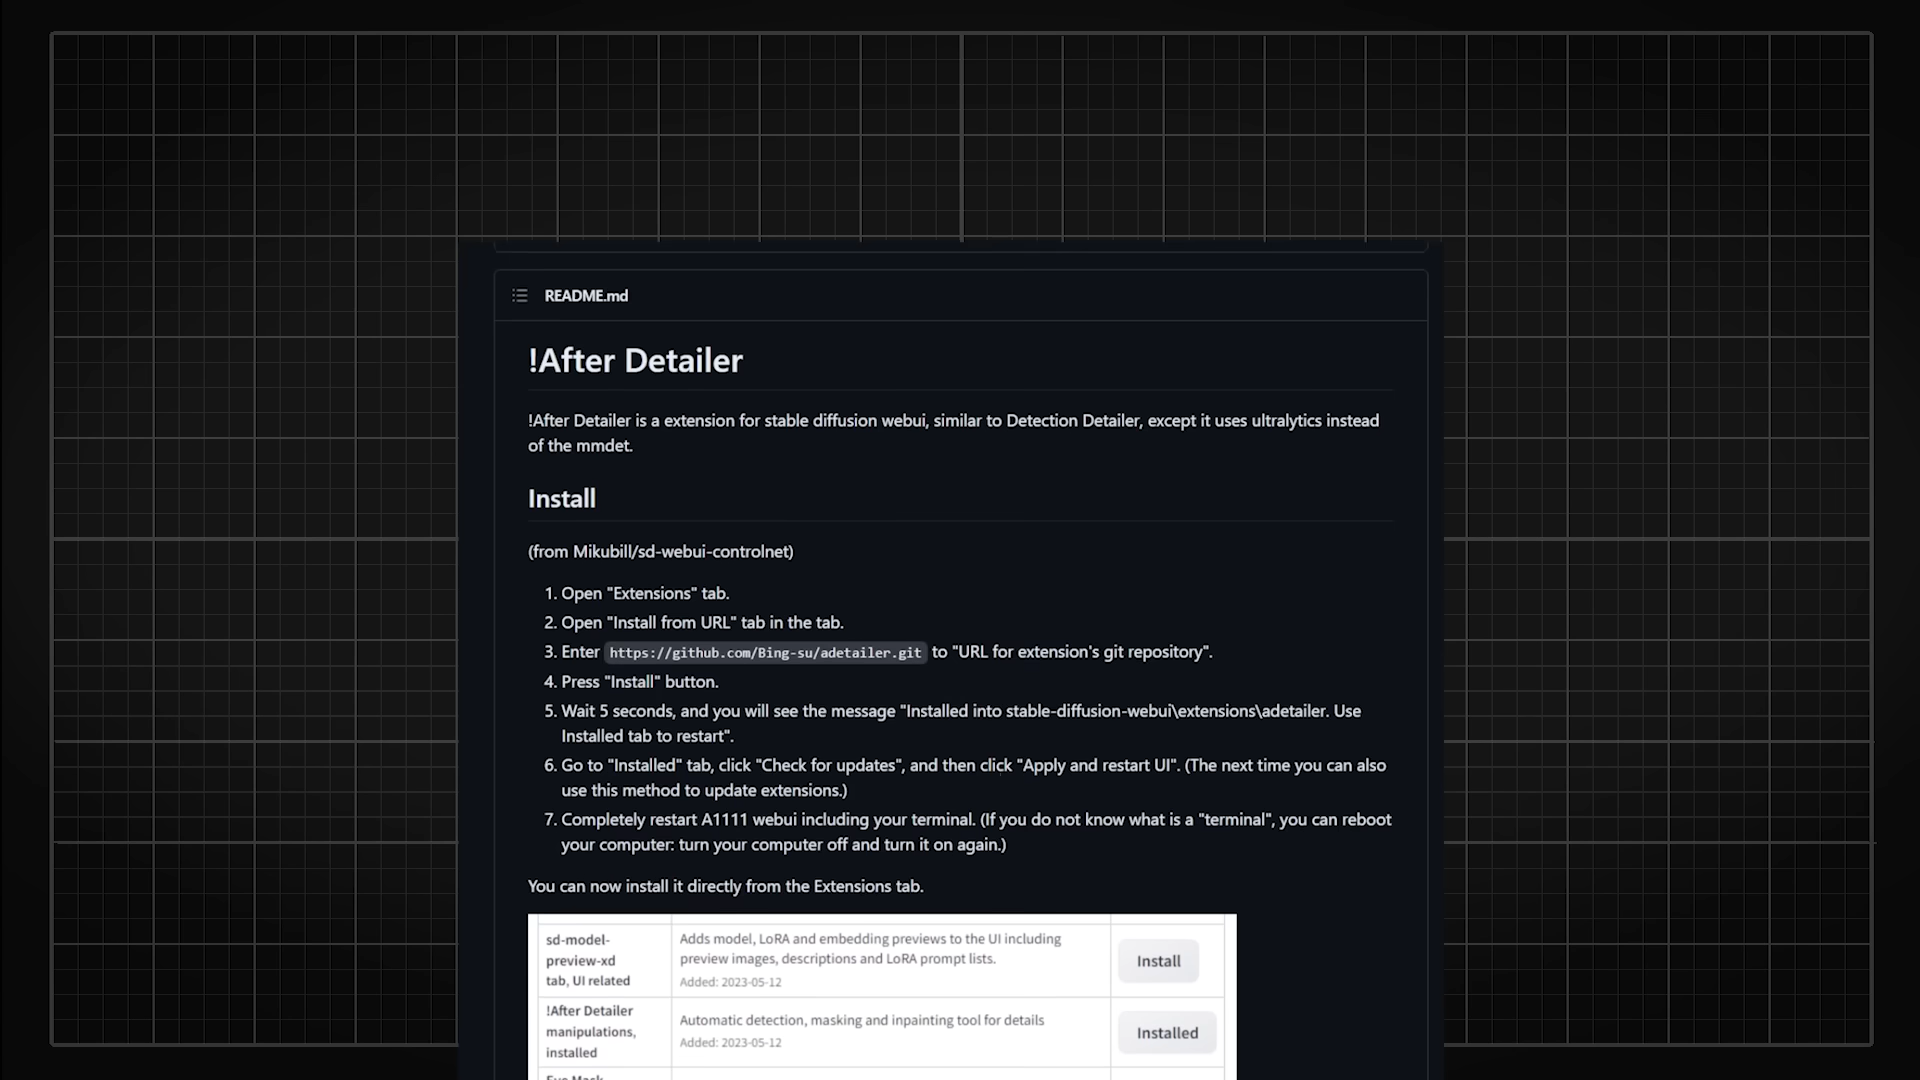 README.md
!After Detailer
!After Detailer is a extension for stable diffusion webui, similar to Detection Detailer, except it uses ultralytics instead
of the mmdet.
Install
(from Mikubill/sd-webui-controlnet)
1. Open "Extensions" tab.
2. Open "Install from URL" tab in the tab.
3. Enter https://github.com/Bing-su/adetailer.git to "URL for extension's git repository".
4. Press "Install" button.
5. Wait 5 seconds, and you will see the message "Installed into stable-diffusion-webui\extensions\adetailer. Use
Installed tab to restart".
6. Go to "Installed" tab, click "Check for updates", and then click "Apply and restart UI". (The next time you can also
use this method to update extensions.)
7. Completely restart A1111 webui including your terminal. (If you do not know what is a "terminal", you can reboot
your computer: turn your computer off and turn it on again.)
You can now install it directly from the Extensions tab.
sd-model-
preview-xd
tab, UI related
Adds model, LoRA and embedding previews to the UI including
preview images, descriptions and LoRA prompt lists.
Added: 2023-05-12
Install
!After Detailer
manipulations,
installed
Automatic detection, masking and inpainting tool for details
Added: 2023-05-12
Installed